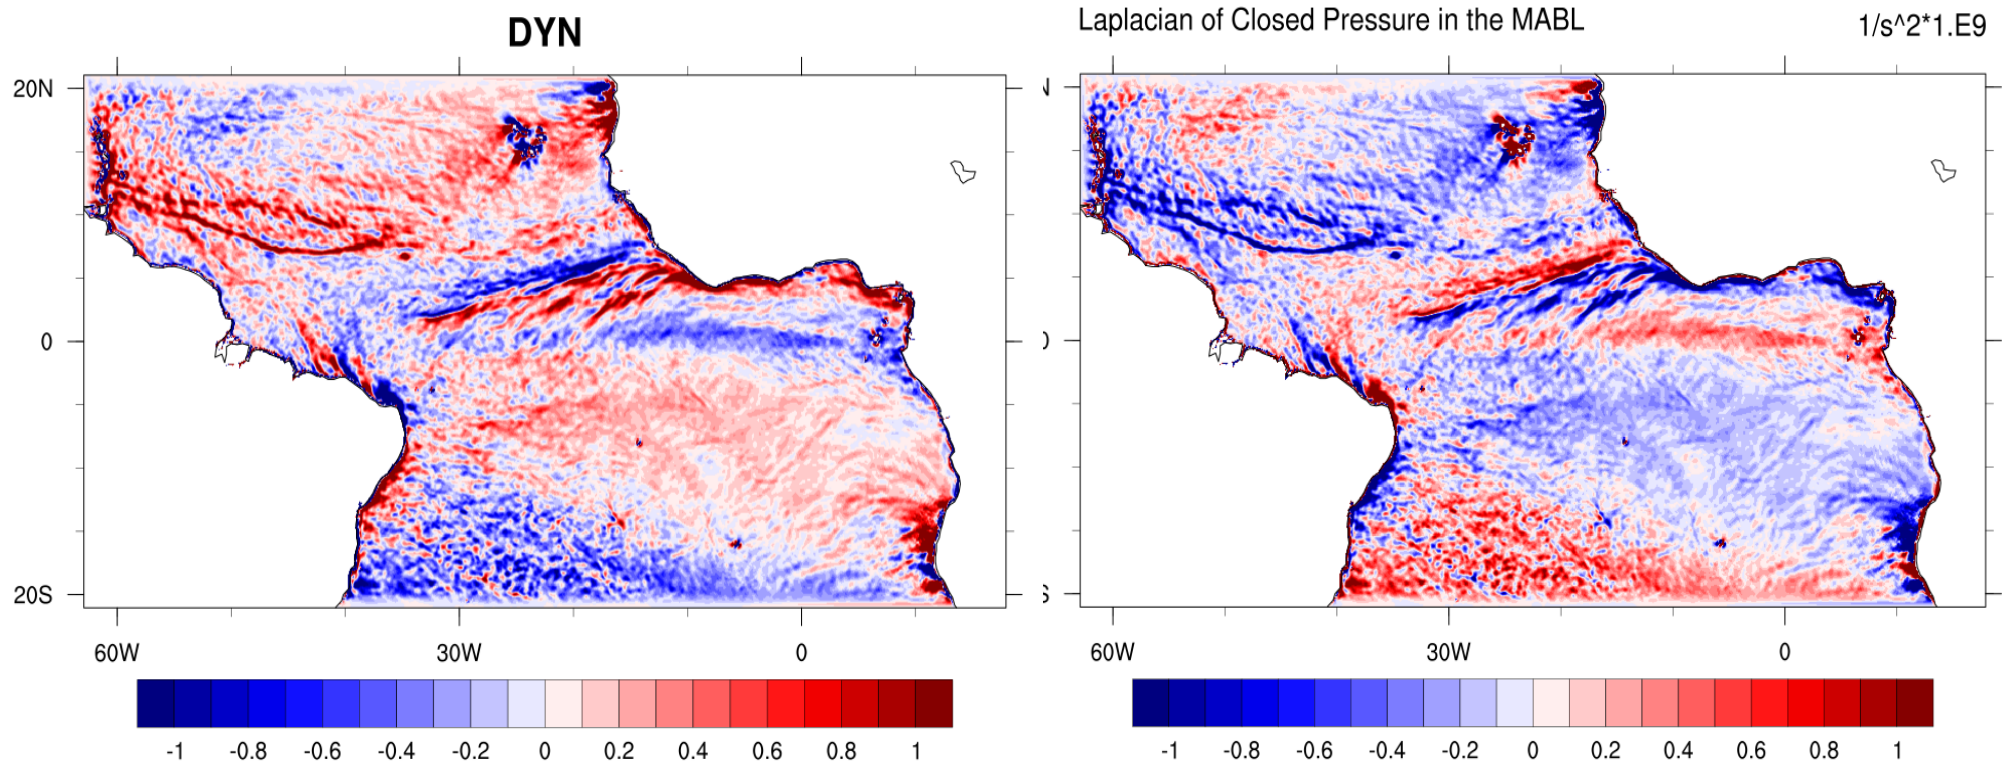 DYN
Laplacian of Closed Pressure in the MABL 1/s^2*1.E9
20N
0
20S
60W 30W 0
60W 30W 0
-1 -0.8 -0.6 -0.4 -0.2 0 0.2 0.4 0.6 0.8 1
-1 -0.8 -0.6 -0.4 -0.2 0 0.2 0.4 0.6 0.8 1